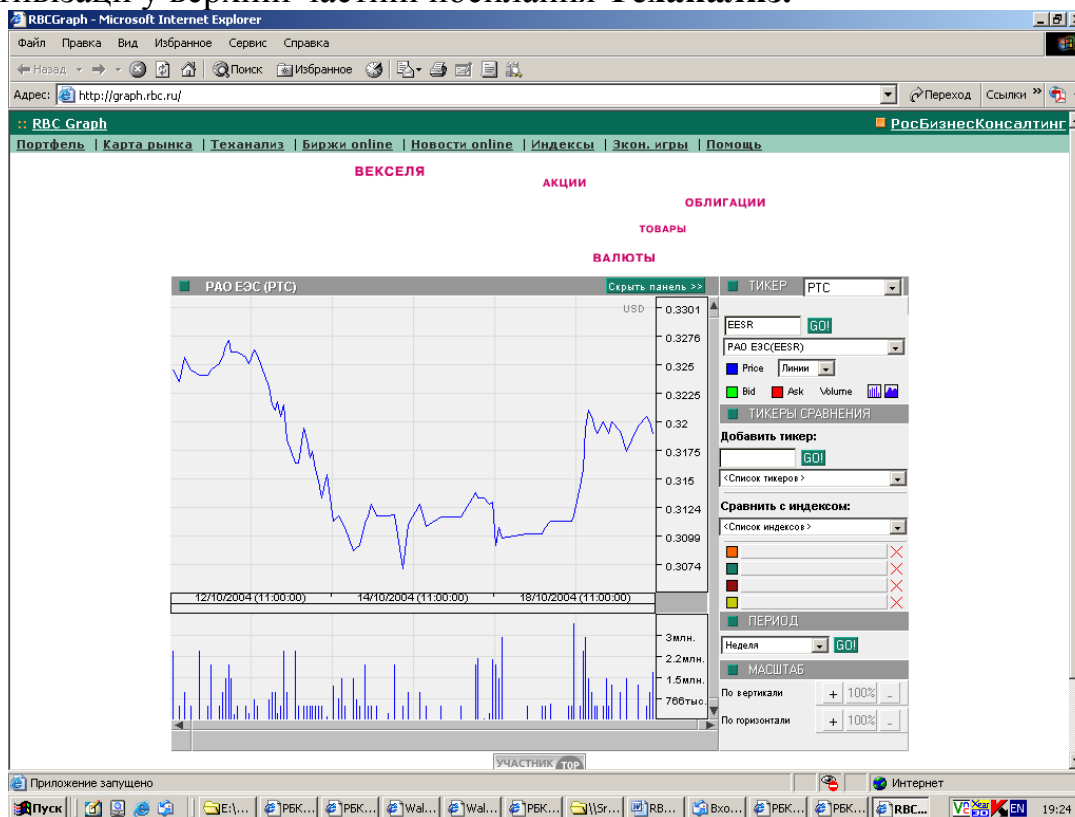 у верхній частині посилання Теханализ.
RBCGraph - Microsoft Internet Explorer
Файл Правка Вид Избранное Сервис Справка
Назад Поиск Избранное
Адрес: http://graph.rbc.ru/ Переход Ссылки »
:: RBC Graph РосБизнесКонсалтинг
Портфель | Карта рынка | Теханализ | Биржи online | Новости online | Индексы | Экон. игры | Помощь
ВЕКСЕЛЯ
АКЦИИ
ОБЛИГАЦИИ
ТОВАРЫ
ВАЛЮТЫ
РАО ЕЭС (РТС) Скрыть панель >> ТИКЕР РТС
USD 0.3301
EESR GO!
0.3276
РАО ЕЭС(EESR)
0.325 Price Линии
0.3225 Bid Ask Volume
ТИКЕРЫ СРАВНЕНИЯ
0.32
Добавить тикер:
0.3175 GO!
0.315 <Список тикеров>
0.3124 Сравнить с индексом:
<Список индексов>
0.3099
0.3074
12/10/2004 (11:00:00) 14/10/2004 (11:00:00) 18/10/2004 (11:00:00)
ПЕРИОД
3млн. Неделя GO!
2.2млн.
МАСШТАБ
1.5млн.
По вертикали + 100% -
766тыс.
По горизонтали + 100% -
УЧАСТНИК TOP
Приложение запущено Интернет
Пуск E:\... РБК... РБК... Wal... Wal... РБК... \\Sr... RB... Вхо... РБК... РБК... RBC... EN 19:24